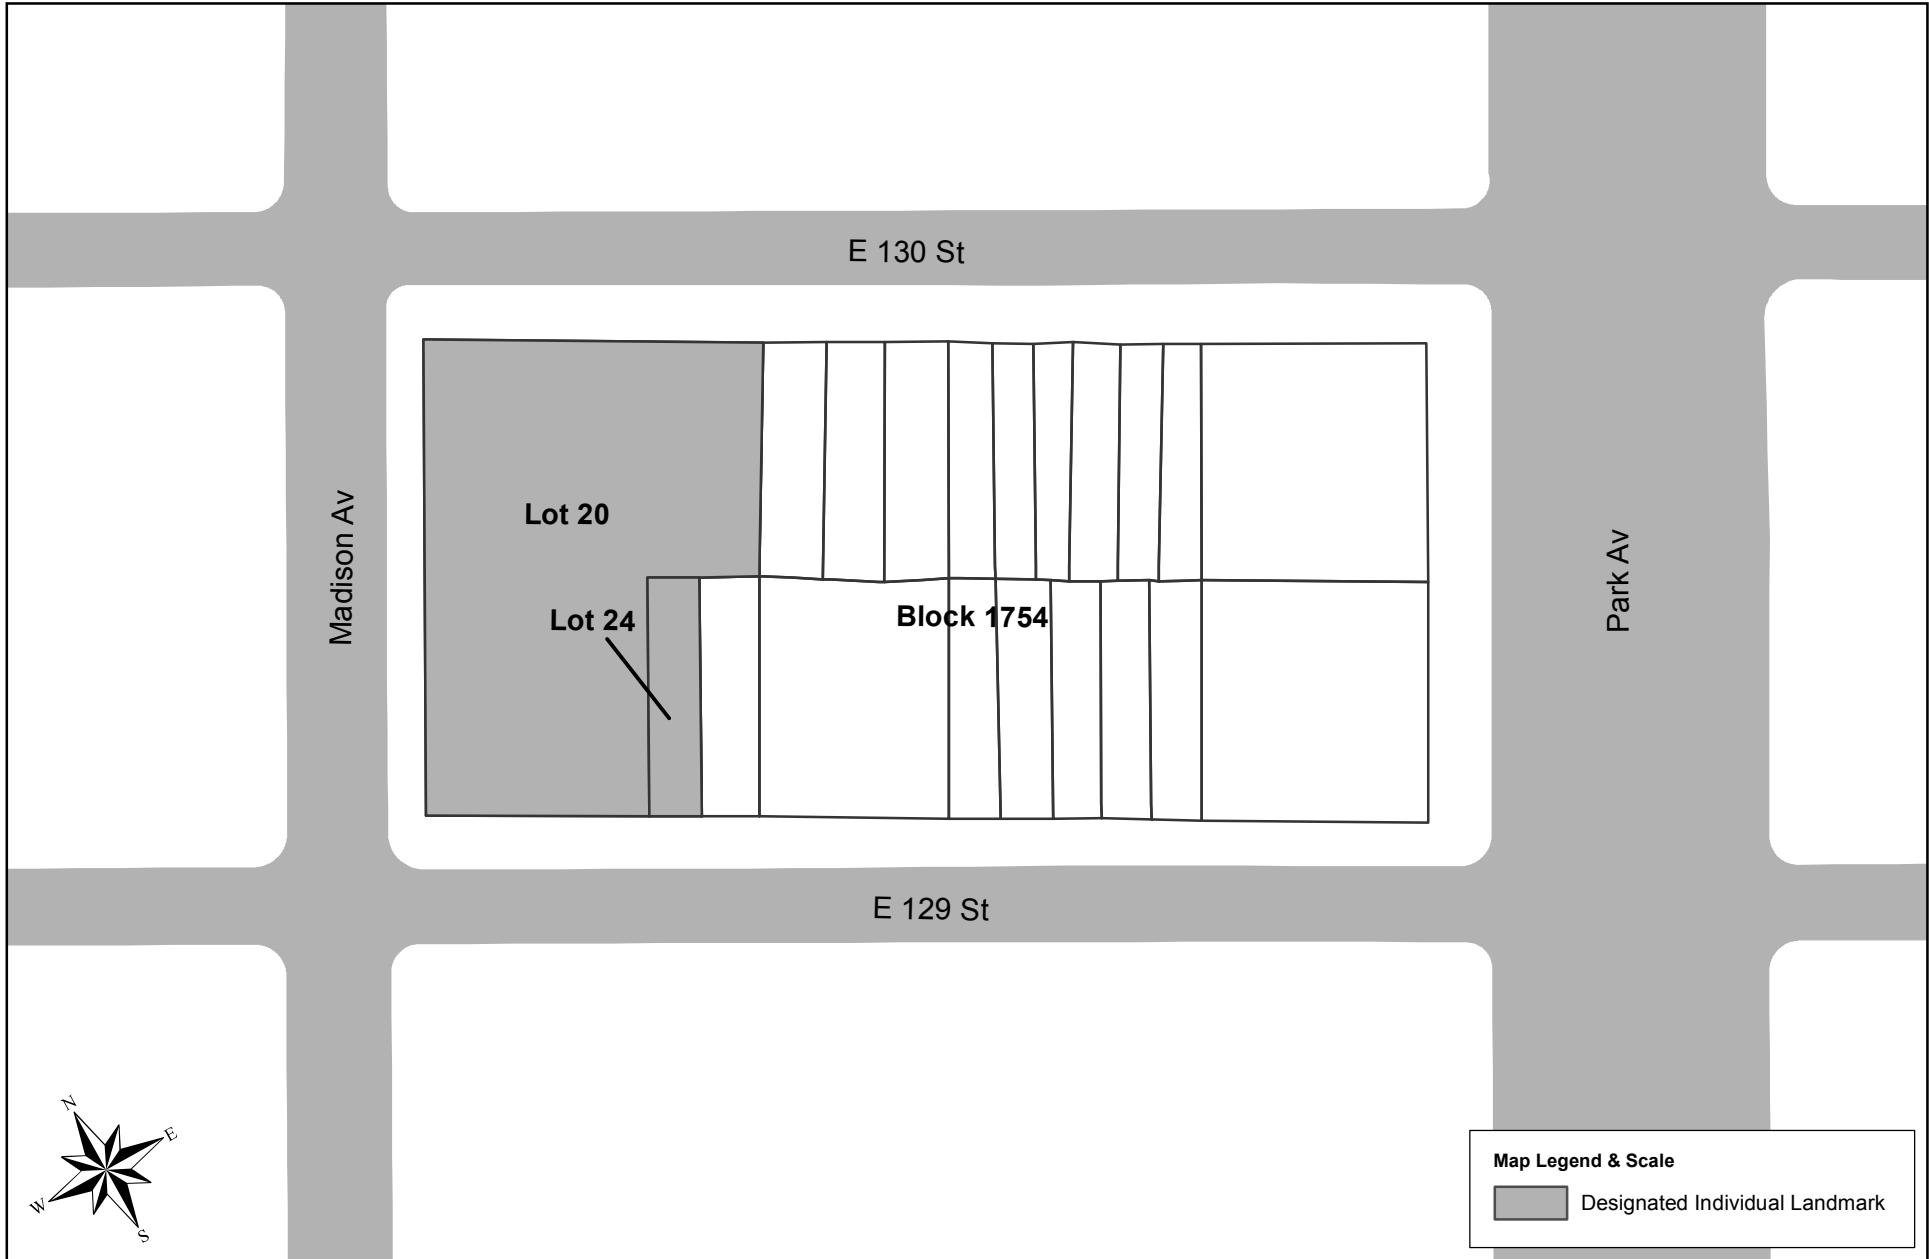 E 130 St
Lot 20
Madison Av
Park Av
Lot 24
Block 1754
E 129 St
N
E
W
S
Map Legend & Scale
Designated Individual Landmark